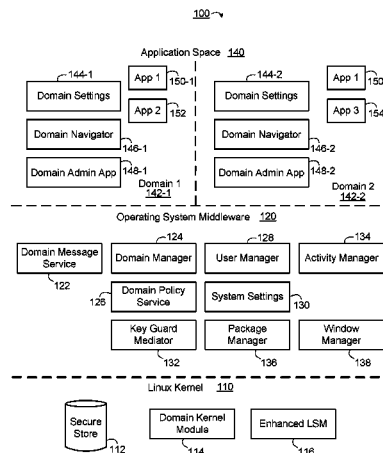 100
Application Space 140
144-1
App 1
150-1
144-2
App 1
150
Domain Settings
App 2
152
Domain Settings
App 3
154
Domain Navigator
146-1
Domain Navigator
146-2
Domain Admin App
148-1
Domain Admin App
148-2
Domain 1
142-1
Domain 2
142-2
Operating System Middleware 120
124
128
134
Domain Message Service
122
Domain Manager
User Manager
Activity Manager
126
Domain Policy Service
System Settings
130
Key Guard Mediator
132
Package Manager
136
Window Manager
138
Linux Kernel 110
Secure Store
112
Domain Kernel Module
114
Enhanced LSM
116